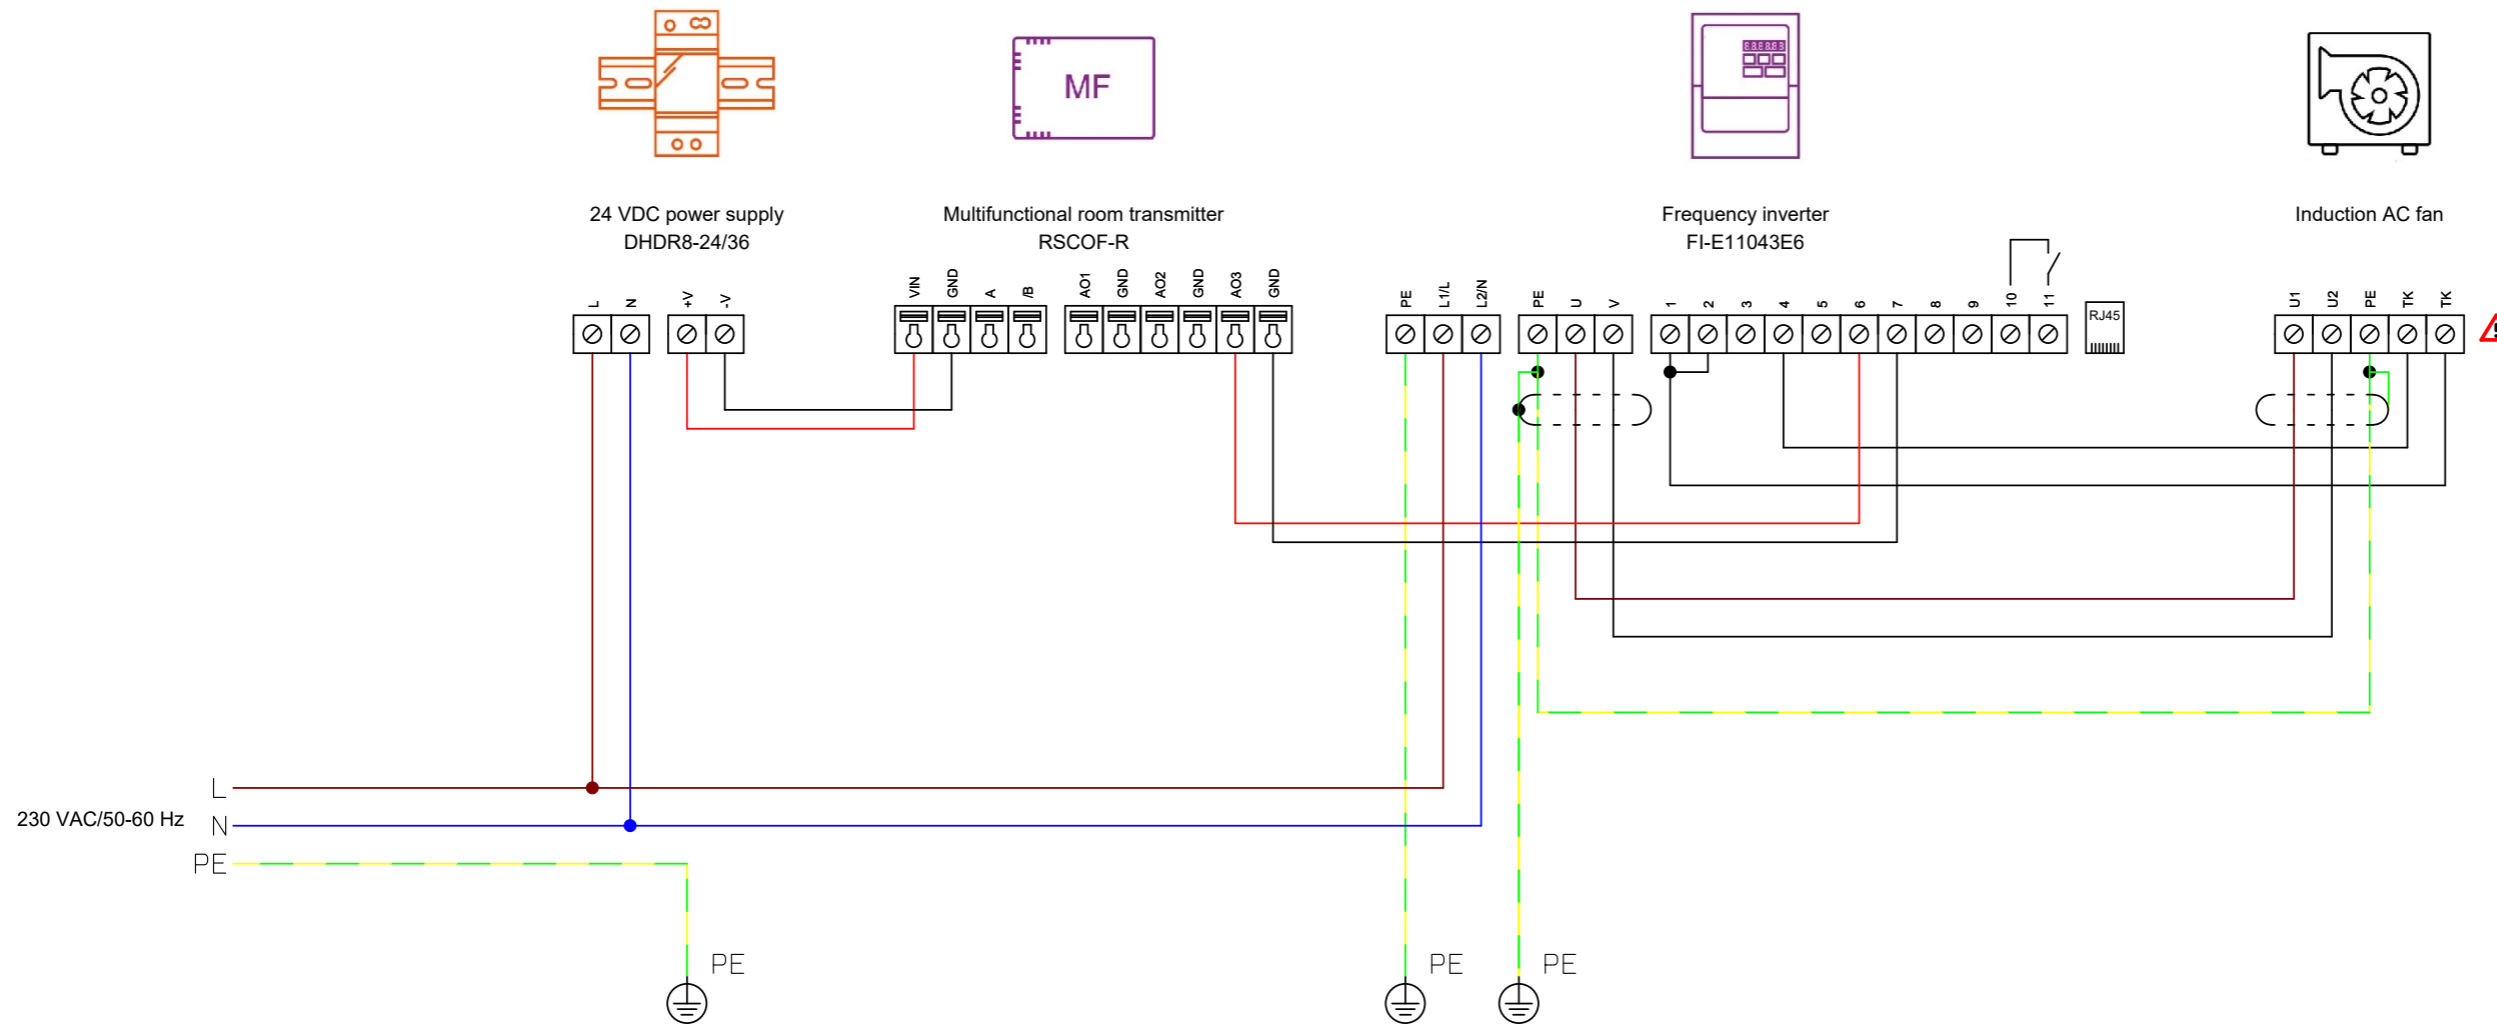 MF
24 VDC power supply
DHDR8-24/36
Multifunctional room transmitter
RSCOF-R
Frequency inverter
FI-E11043E6
Induction AC fan
L N +V -V
VIN GND A /B
AO1 GND AO2 GND AO3 GND
PE L1/L L2/N
PE U V
1 2 3 4 5 6 7 8 9 10 11
RJ45
U1 U2 PE TK TK
L
230 VAC/50-60 Hz N
PE
PE
PE
PE